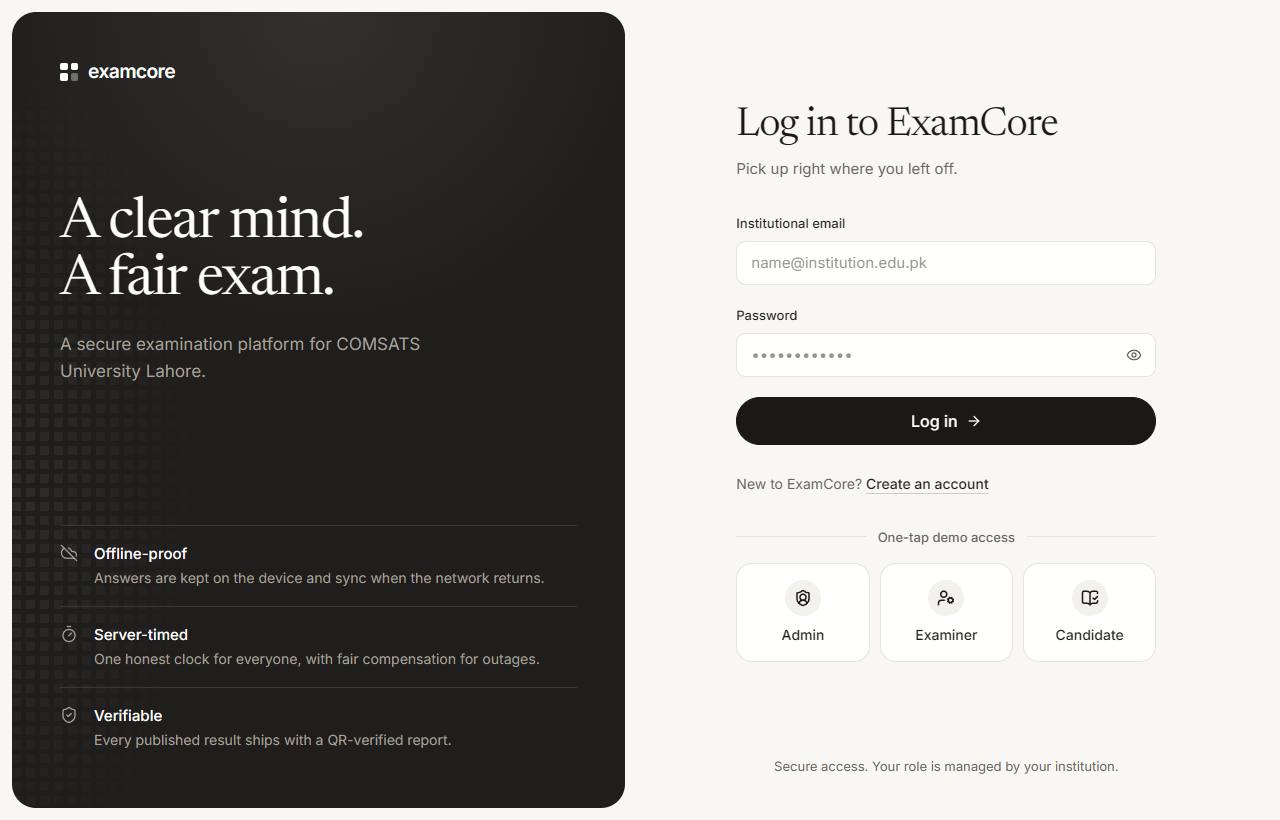 examcore
A clear mind.
A fair exam.
A secure examination platform for COMSATS
University Lahore.
Offline-proof
Answers are kept on the device and sync when the network returns.
Server-timed
One honest clock for everyone, with fair compensation for outages.
Verifiable
Every published result ships with a QR-verified report.
Log in to ExamCore
Pick up right where you left off.
Institutional email
name@institution.edu.pk
Password
••••••••••••
Log in →
New to ExamCore? Create an account
One-tap demo access
Admin
Examiner
Candidate
Secure access. Your role is managed by your institution.